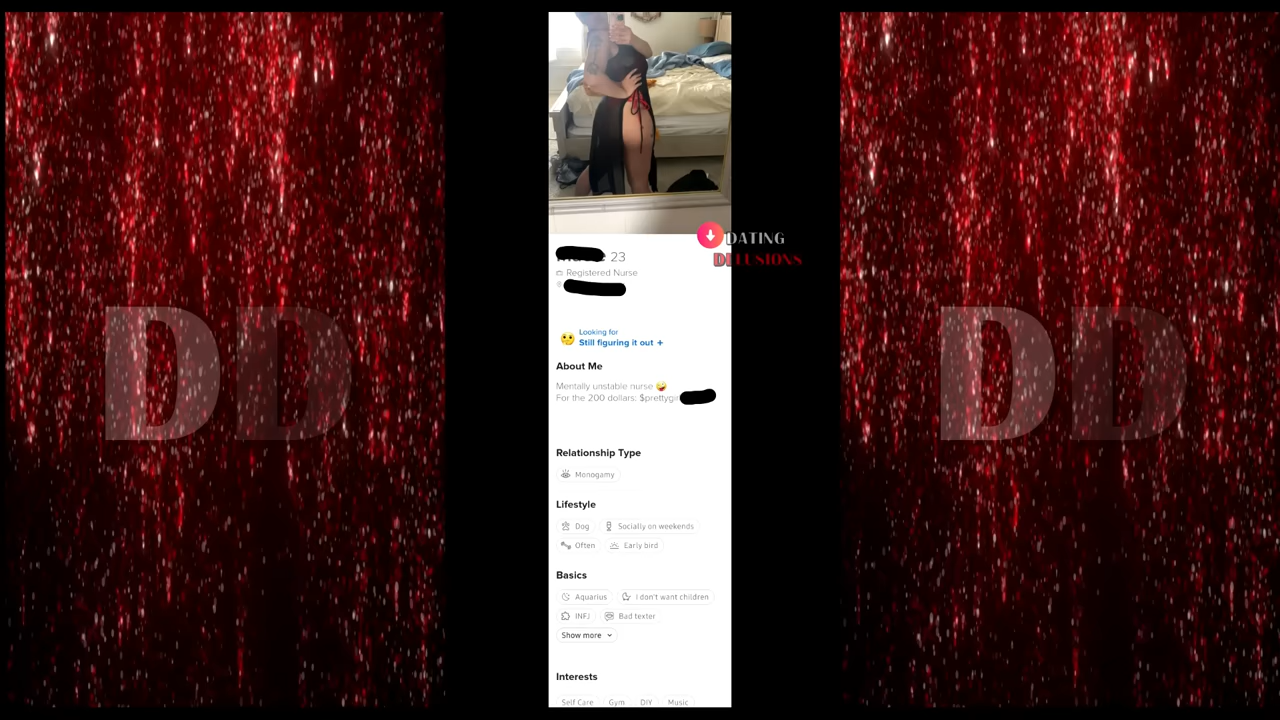 23
Registered Nurse
DATING
DELUSIONS
Looking for
Still figuring it out +
About Me
Mentally unstable nurse 🤪
For the 200 dollars: $prettygir
Relationship Type
Monogamy
Lifestyle
Dog Socially on weekends
Often Early bird
Basics
Aquarius I don't want children
INFJ Bad texter
Show more
Interests
Self Care Gym DIY Music
DD
DD